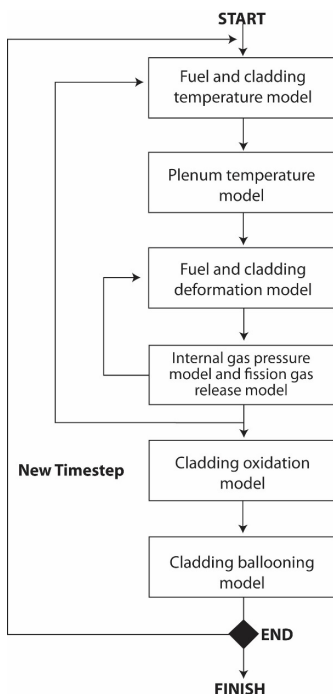 START
Fuel and cladding
temperature model
Plenum temperature
model
Fuel and cladding
deformation model
Internal gas pressure
model and fission gas
release model
New Timestep
Cladding oxidation
model
Cladding ballooning
model
END
FINISH